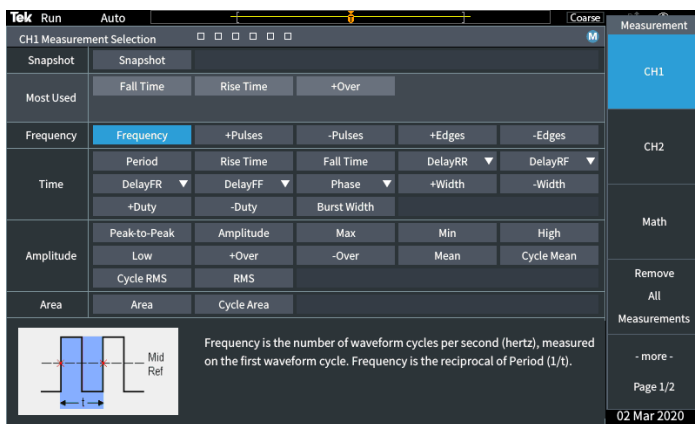 Tek Run Auto T Coarse
Measurement
CH1 Measurement Selection M
Snapshot Snapshot
CH1
Most Used Fall Time Rise Time +Over
Frequency Frequency +Pulses -Pulses +Edges -Edges
CH2
Time Period Rise Time Fall Time DelayRR DelayRF
DelayFR DelayFF Phase +Width -Width
+Duty -Duty Burst Width
Math
Amplitude Peak-to-Peak Amplitude Max Min High
Low +Over -Over Mean Cycle Mean
Cycle RMS RMS
Remove
All
Measurements
Area Area Cycle Area
Mid
Ref
t
Frequency is the number of waveform cycles per second (hertz), measured
on the first waveform cycle. Frequency is the reciprocal of Period (1/t).
- more -
Page 1/2
02 Mar 2020